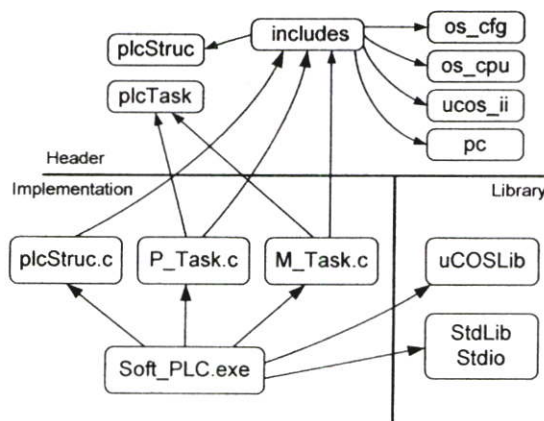 includes
os_cfg
plcStruc
os_cpu
plcTask
ucos_ii
pc
Header
Implementation
Library
plcStruc.c
P_Task.c
M_Task.c
uCOSLib
Soft_PLC.exe
StdLib
Stdio